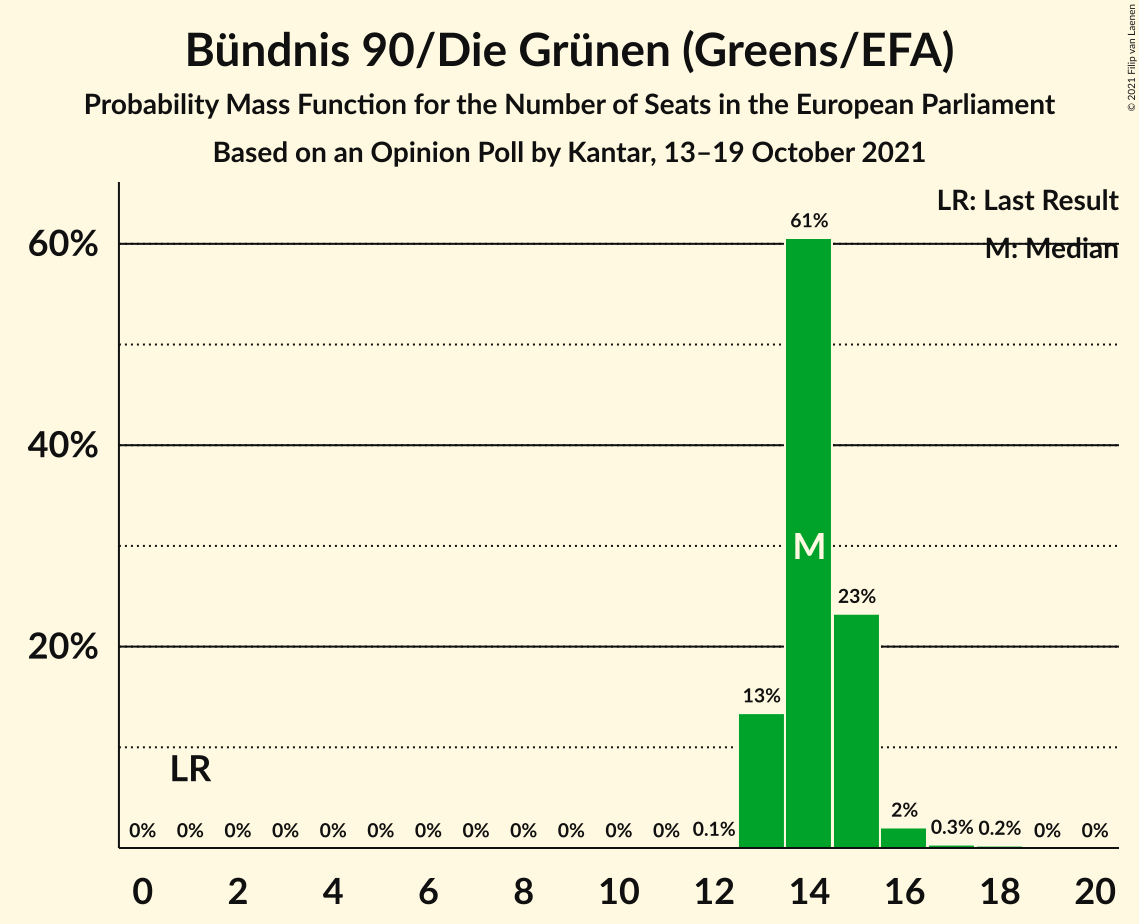 Bündnis 90/Die Grünen (Greens/EFA)
Probability Mass Function for the Number of Seats in the European Parliament
Based on an Opinion Poll by Kantar, 13–19 October 2021
© 2021 Filip van Laenen
LR: Last Result
M: Median
60%
40%
20%
61%
M
23%
13%
LR
2%
0% 0% 0% 0% 0% 0% 0% 0% 0% 0% 0% 0% 0.1% 0.3% 0.2% 0% 0%
0 2 4 6 8 10 12 14 16 18 20